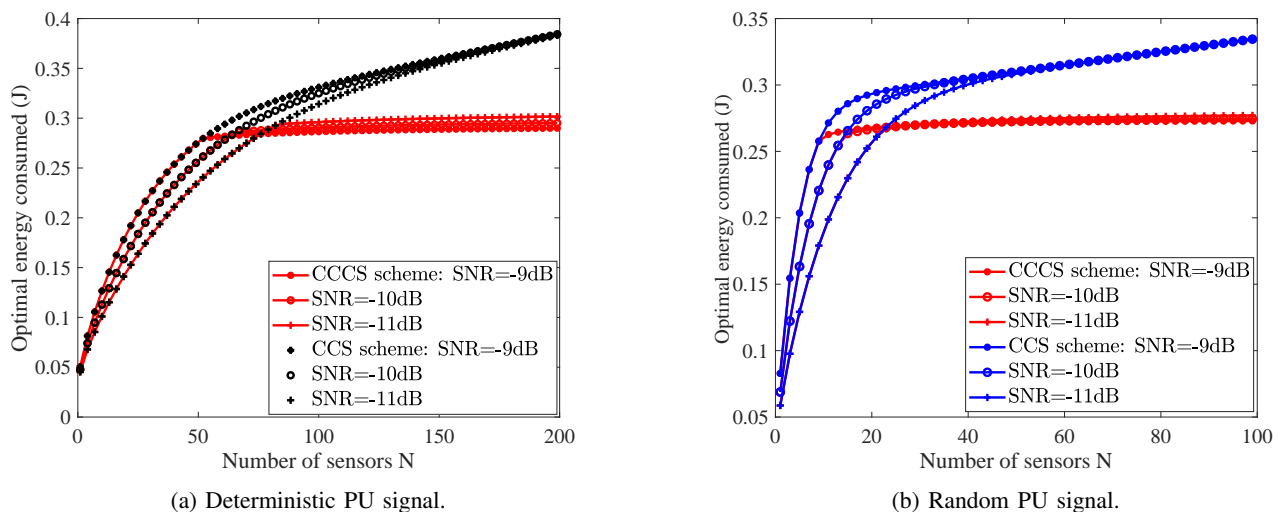 0.4
0.35
0.3
0.25
0.2
0.15
0.1
0.05
0
Optimal energy consumed (J)
0 50 100 150 200
Number of sensors N
CCCS scheme: SNR=-9dB
SNR=-10dB
SNR=-11dB
CCS scheme: SNR=-9dB
SNR=-10dB
SNR=-11dB
(a) Deterministic PU signal.
0.35
0.3
0.25
0.2
0.15
0.1
0.05
Optimal energy comsumed (J)
0 20 40 60 80 100
Number of sensors N
CCCS scheme: SNR=-9dB
SNR=-10dB
SNR=-11dB
CCS scheme: SNR=-9dB
SNR=-10dB
SNR=-11dB
(b) Random PU signal.